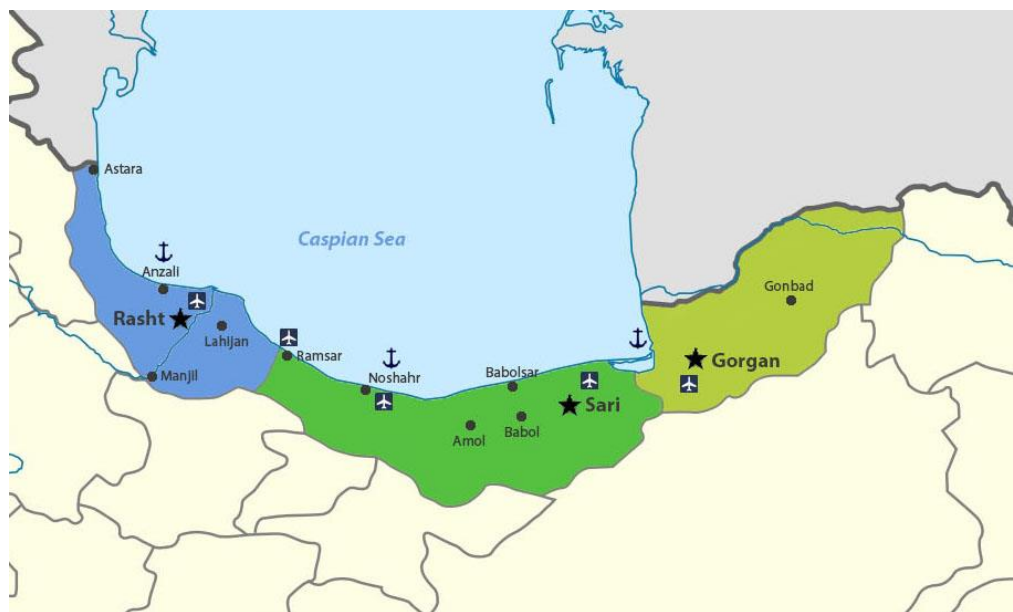 Astara
Caspian Sea
Anzali
Gonbad
Rasht
Lahijan
Ramsar
Gorgan
Manjil
Noshahr
Babolsar
Sari
Amol
Babol